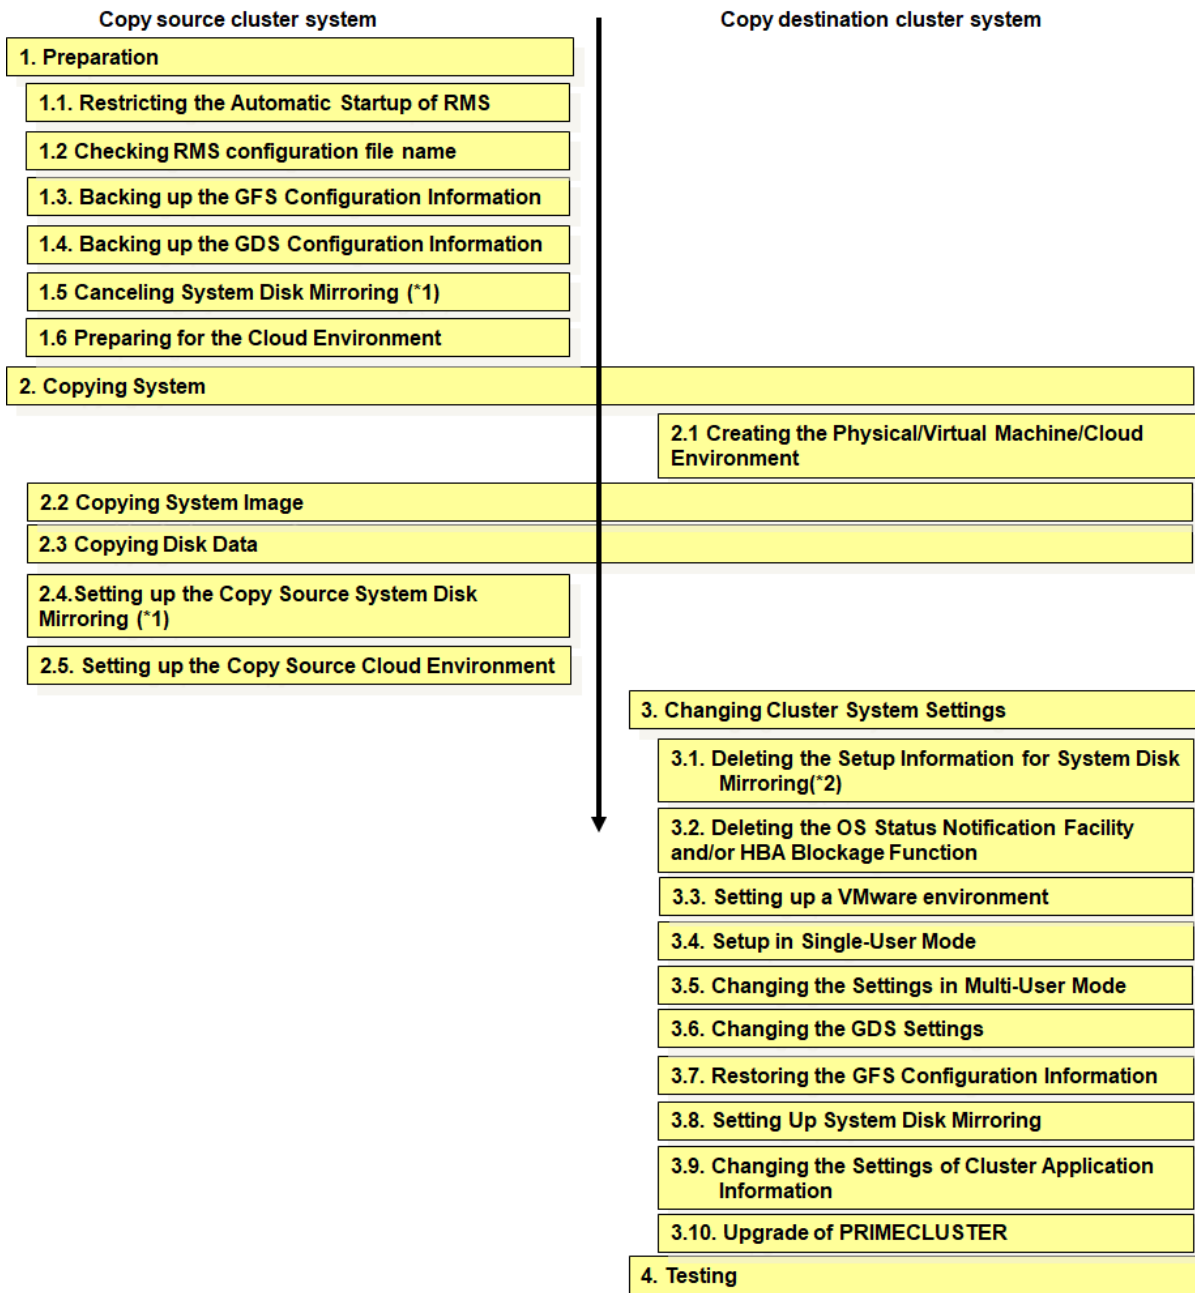 Copy source cluster system
Copy destination cluster system
1. Preparation
1.1. Restricting the Automatic Startup of RMS
1.2 Checking RMS configuration file name
1.3. Backing up the GFS Configuration Information
1.4. Backing up the GDS Configuration Information
1.5 Canceling System Disk Mirroring (*1)
1.6 Preparing for the Cloud Environment
2. Copying System
2.1 Creating the Physical/Virtual Machine/Cloud
Environment
2.2 Copying System Image
2.3 Copying Disk Data
2.4.Setting up the Copy Source System Disk
Mirroring (*1)
2.5. Setting up the Copy Source Cloud Environment
3. Changing Cluster System Settings
3.1. Deleting the Setup Information for System Disk
Mirroring(*2)
3.2. Deleting the OS Status Notification Facility
and/or HBA Blockage Function
3.3. Setting up a VMware environment
3.4. Setup in Single-User Mode
3.5. Changing the Settings in Multi-User Mode
3.6. Changing the GDS Settings
3.7. Restoring the GFS Configuration Information
3.8. Setting Up System Disk Mirroring
3.9. Changing the Settings of Cluster Application
Information
3.10. Upgrade of PRIMECLUSTER
4. Testing